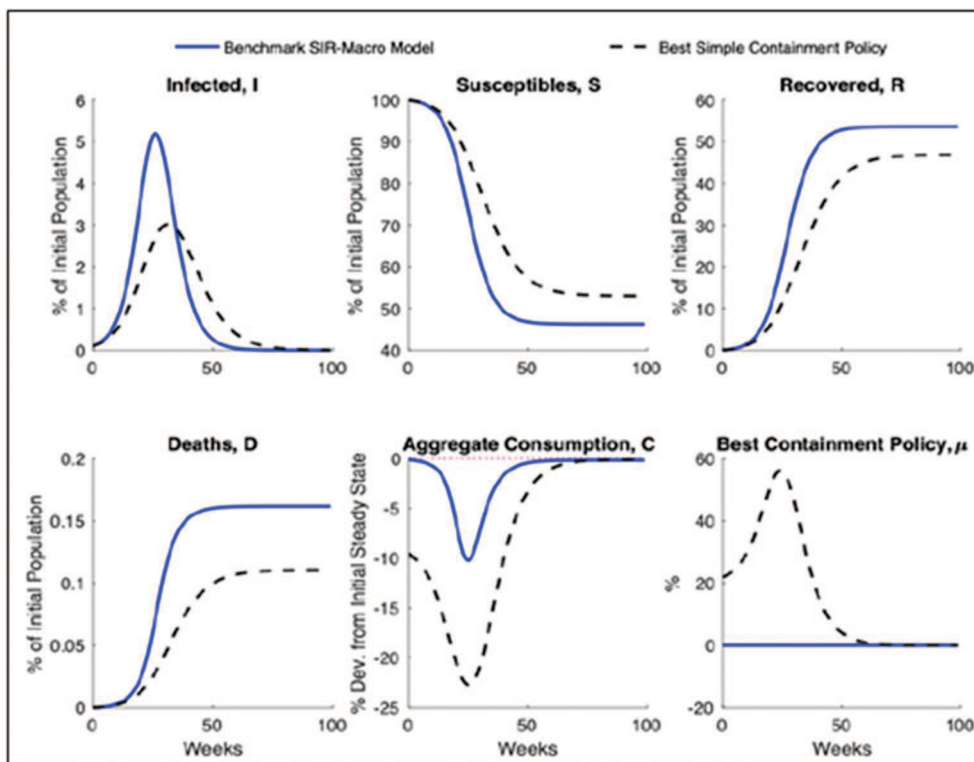 Benchmark SIR-Macro Model
Best Simple Containment Policy
Infected, I
% of Initial Population
6
5
4
3
2
1
0
0 50 100
Susceptibles, S
% of Initial Population
100
90
80
70
60
50
40
0 50 100
Recovered, R
% of Initial Population
60
50
40
30
20
10
0
0 50 100
Deaths, D
% of Initial Population
0.2
0.15
0.1
0.05
0
0 50 100
Weeks
Aggregate Consumption, C
% Dev. from Initial Steady State
0
-5
-10
-15
-20
-25
0 50 100
Weeks
Best Containment Policy, μ
%
60
40
20
0
-20
0 50 100
Weeks